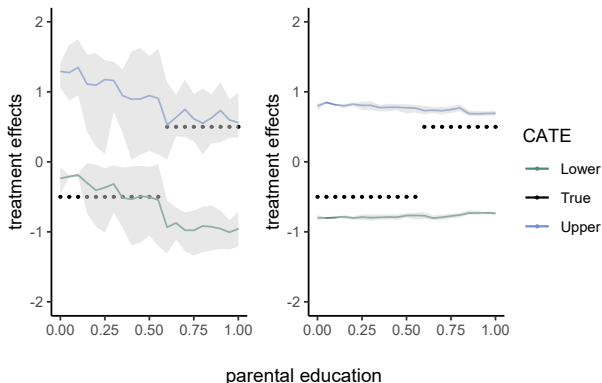 2
1
0
-1
-2
treatment effects
0.00 0.25 0.50 0.75 1.00
2
1
0
-1
-2
treatment effects
0.00 0.25 0.50 0.75 1.00
parental education
CATE
Lower
True
Upper